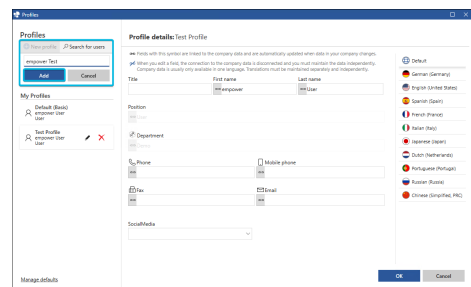 Profiles
Profiles
New profile
Search for users
empower Test
Add
Cancel
My Profiles
Default (Basic)
empower User
User
Test Profile
empower User
User
Manage defaults
Profile details:Test Profile
Fields with this symbol are linked to the company data and are automatically updated when data in your company changes.
When you edit a field, the connection to the company data is disconnected and you must maintain the data independently.
Company data is usually only available in one language. Translations must be maintained separately and independently.
Title
First name
Last name
empower
User
Position
Department
Phone
Mobile phone
Fax
Email
SocialMedia
Default
German (Germany)
English (United States)
Spanish (Spain)
French (France)
Italian (Italy)
Japanese (Japan)
Dutch (Netherlands)
Portuguese (Portugal)
Russian (Russia)
Chinese (Simplified, PRC)
OK
Cancel